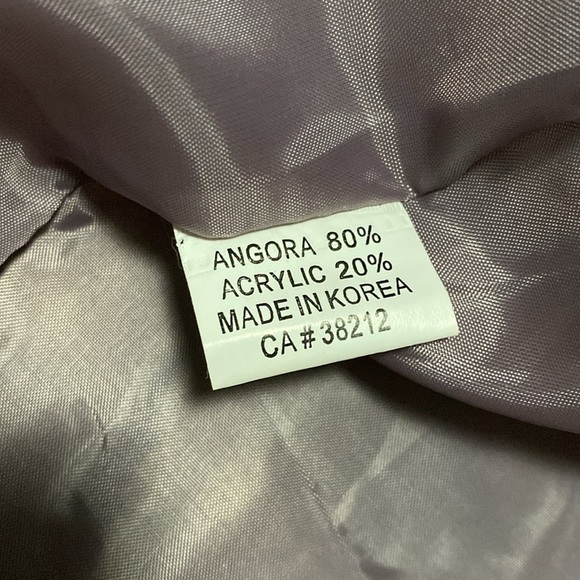 ANGORA 80%
ACRYLIC 20%
MADE IN KOREA
CA # 38212